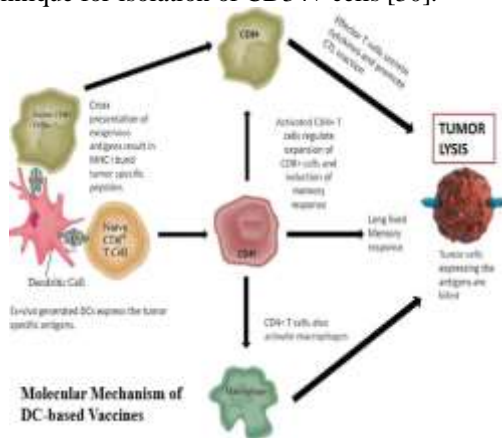 nique for isolation of CD34+ cells [50].
CD8+
Effector T cells secrete
cytokines and promote
CTL reaction
Naive CD8+
Cross
presentation of
exogenous
antigens result in
MHC I bund
tumor specific
peptides.
Activated CD4+ T
cells regulate
expansion of
CD8+ cells and
induction of
memory
response
TUMOR
LYSIS
Naive
CD4+
T Cell
CD4+
Long lived
Memory
response
Dendritic Cell
Tumor cells
expressing the
antigens are
killed
Ex-vivo generated DCs express the tumor
specific antigens.
CD4+ T cells also
activate macrophages
Macrophage
Molecular Mechanism of
DC-based Vaccines